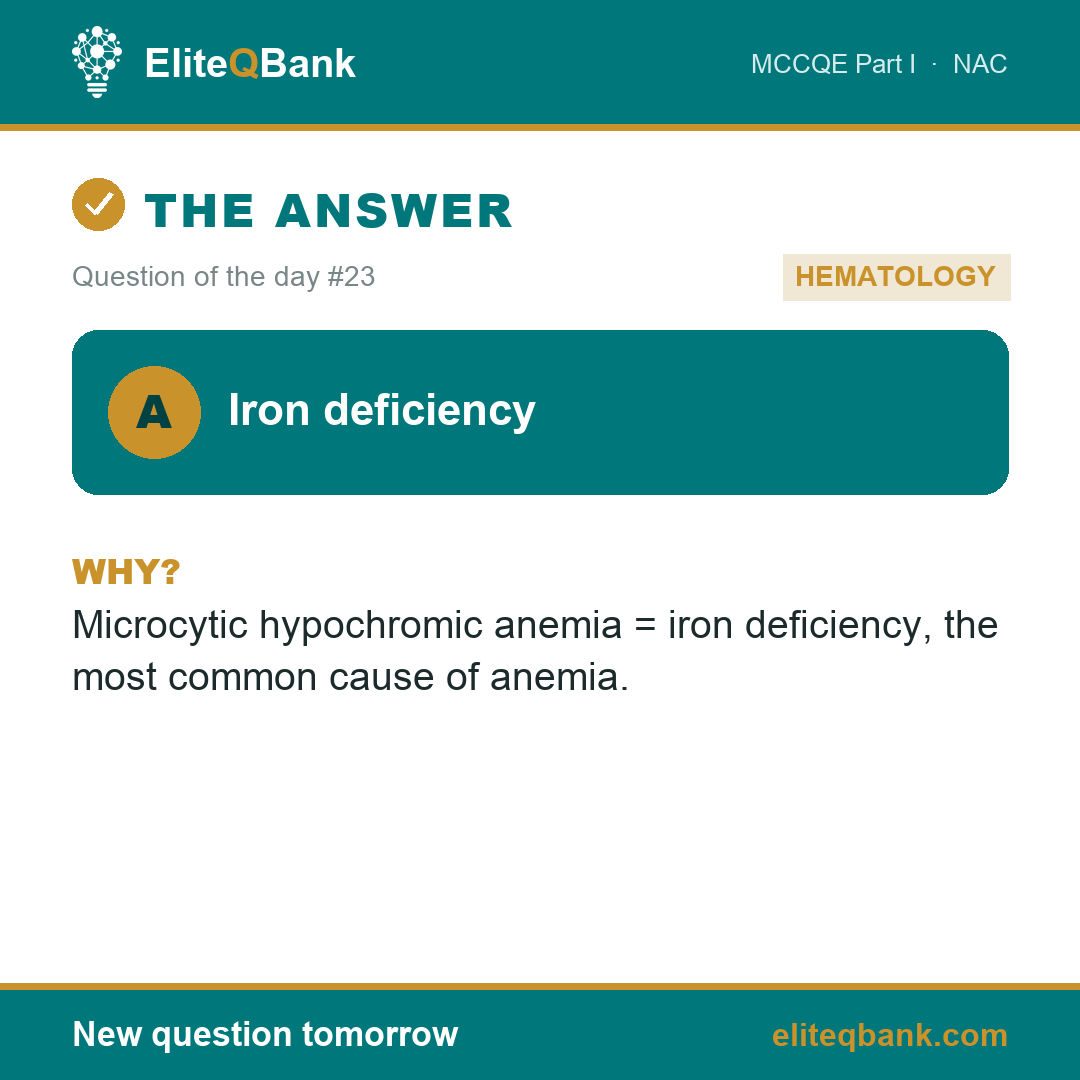 EliteQBank
MCCQE Part I · NAC
THE ANSWER
Question of the day #23
HEMATOLOGY
A
Iron deficiency
WHY?
Microcytic hypochromic anemia = iron deficiency, the
most common cause of anemia.
New question tomorrow
eliteqbank.com